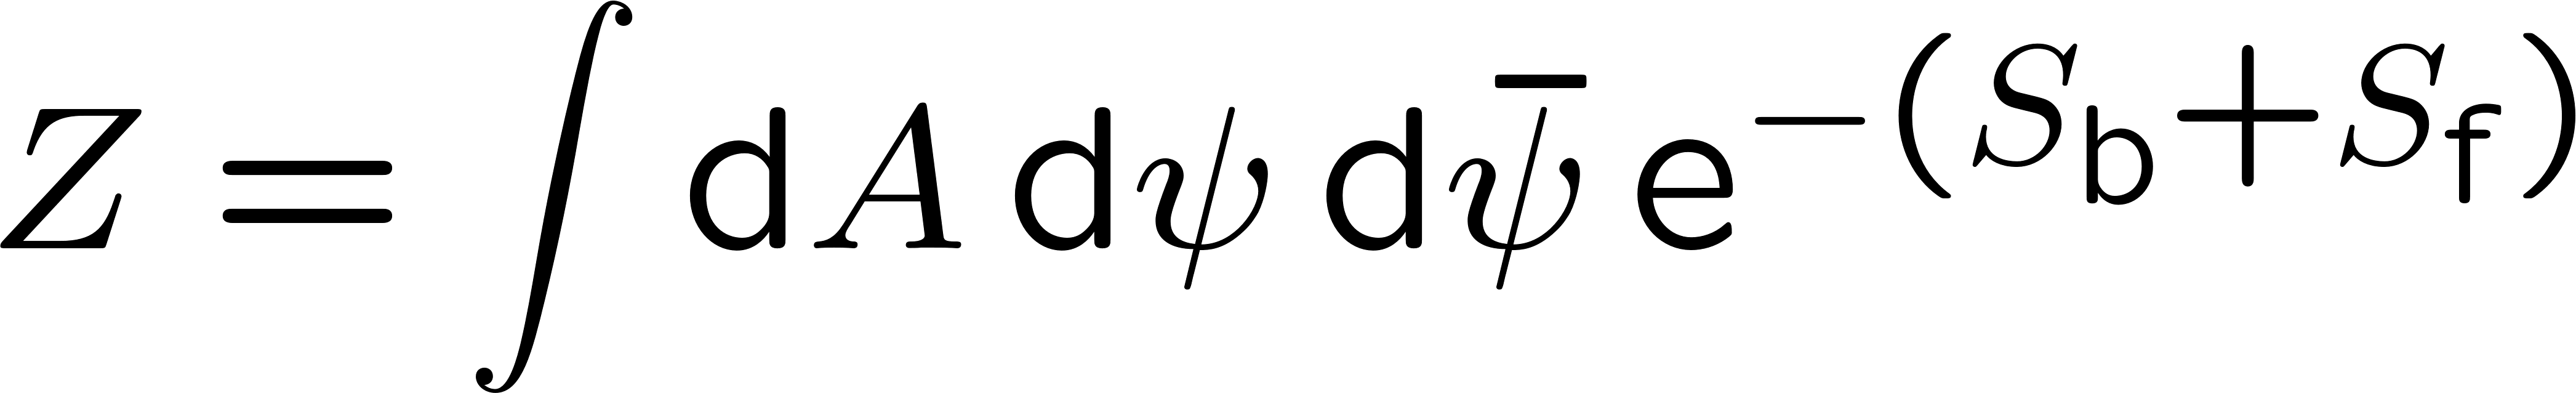 Z = ∫ dA dψ dψ̄ e^{−(S_b+S_f)}